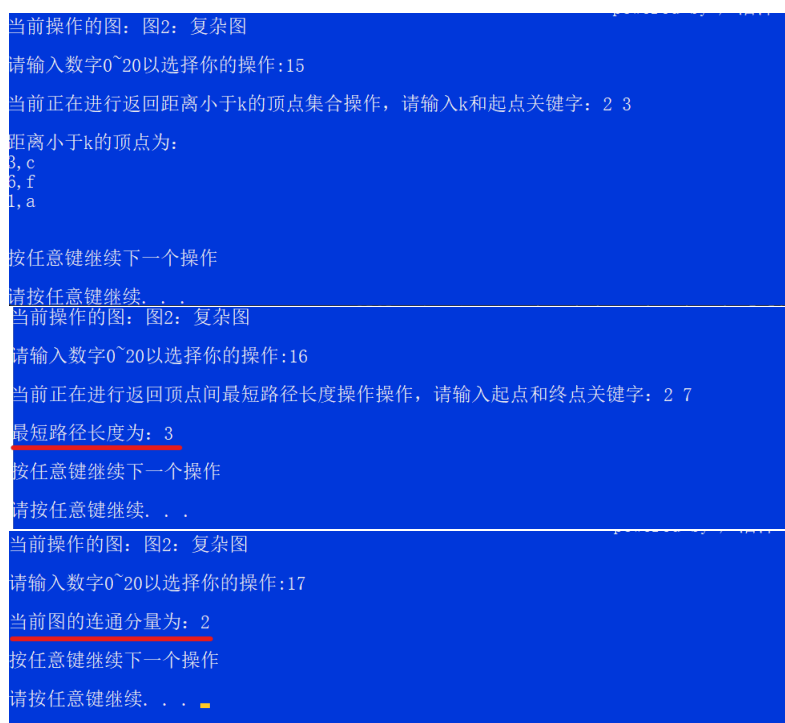 当前操作的图：图2：复杂图
请输入数字0~20以选择你的操作:15
当前正在进行返回距离小于k的顶点集合操作，请输入k和起点关键字：2 3
距离小于k的顶点为：
3,c
6,f
1,a
按任意键继续下一个操作
请按任意键继续. . .
当前操作的图：图2：复杂图
请输入数字0~20以选择你的操作:16
当前正在进行返回顶点间最短路径长度操作操作，请输入起点和终点关键字：2 7
最短路径长度为：3
按任意键继续下一个操作
请按任意键继续. . .
当前操作的图：图2：复杂图
请输入数字0~20以选择你的操作:17
当前图的连通分量为：2
按任意键继续下一个操作
请按任意键继续. . .